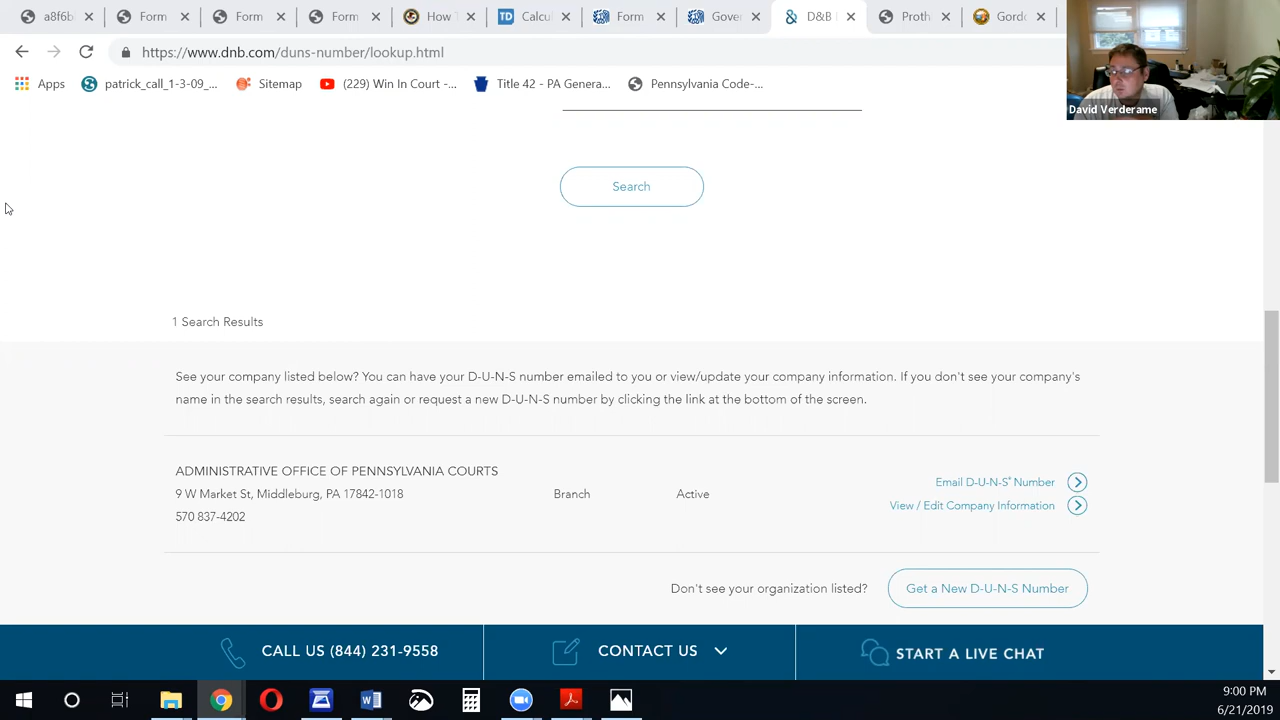 a8f6b
Form
Form
Form
How T
Calcu
Form
Gover
D&B
Proth
Gord
https://www.dnb.com/duns-number/lookup.html
Apps
patrick_call_1-3-09_...
Sitemap
(229) Win In Court -...
Title 42 - PA Genera...
Pennsylvania Code-...
David Verderame
Search
1 Search Results
See your company listed below? You can have your D-U-N-S number emailed to you or view/update your company information. If you don't see your company's
name in the search results, search again or request a new D-U-N-S number by clicking the link at the bottom of the screen.
ADMINISTRATIVE OFFICE OF PENNSYLVANIA COURTS
9 W Market St, Middleburg, PA 17842-1018
570 837-4202
Branch
Active
Email D-U-N-S® Number
View / Edit Company Information
Don't see your organization listed?
Get a New D-U-N-S Number
CALL US (844) 231-9558
CONTACT US
START A LIVE CHAT
9:00 PM
6/21/2019